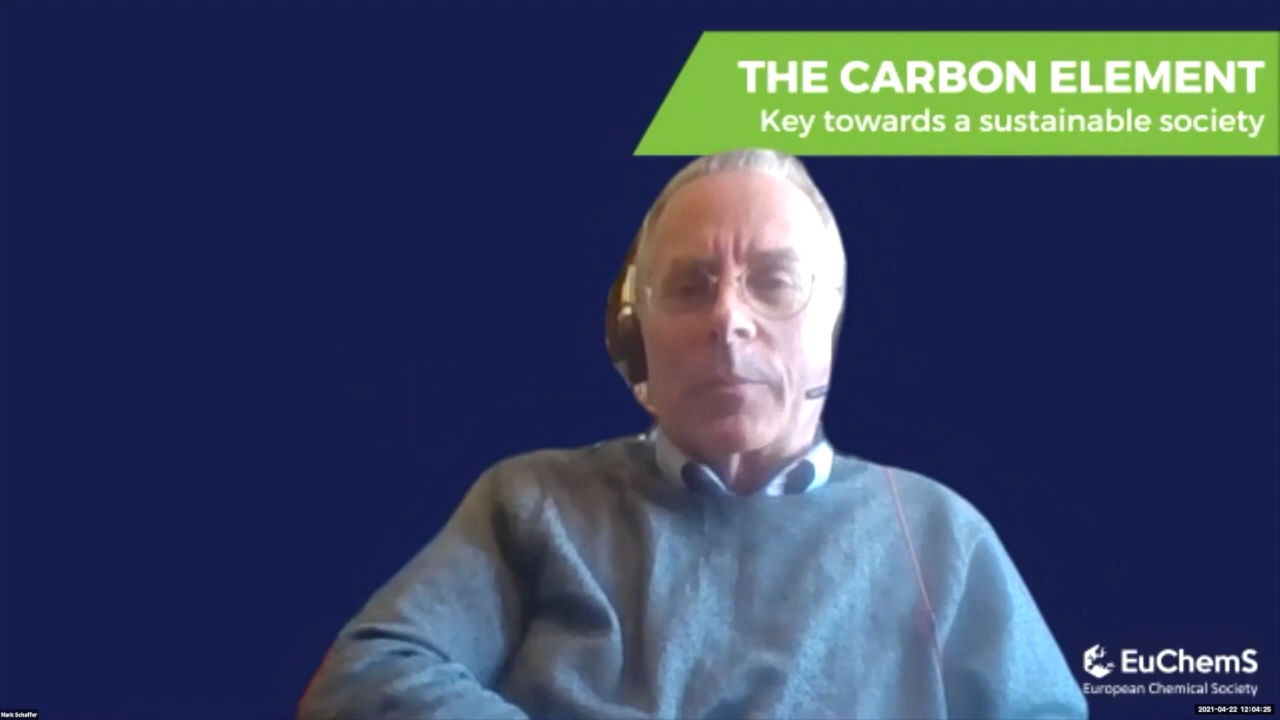 THE CARBON ELEMENT
Key towards a sustainable society
EuChemS
European Chemical Society
Mark Schaffer
2021-04-22 12:04:25